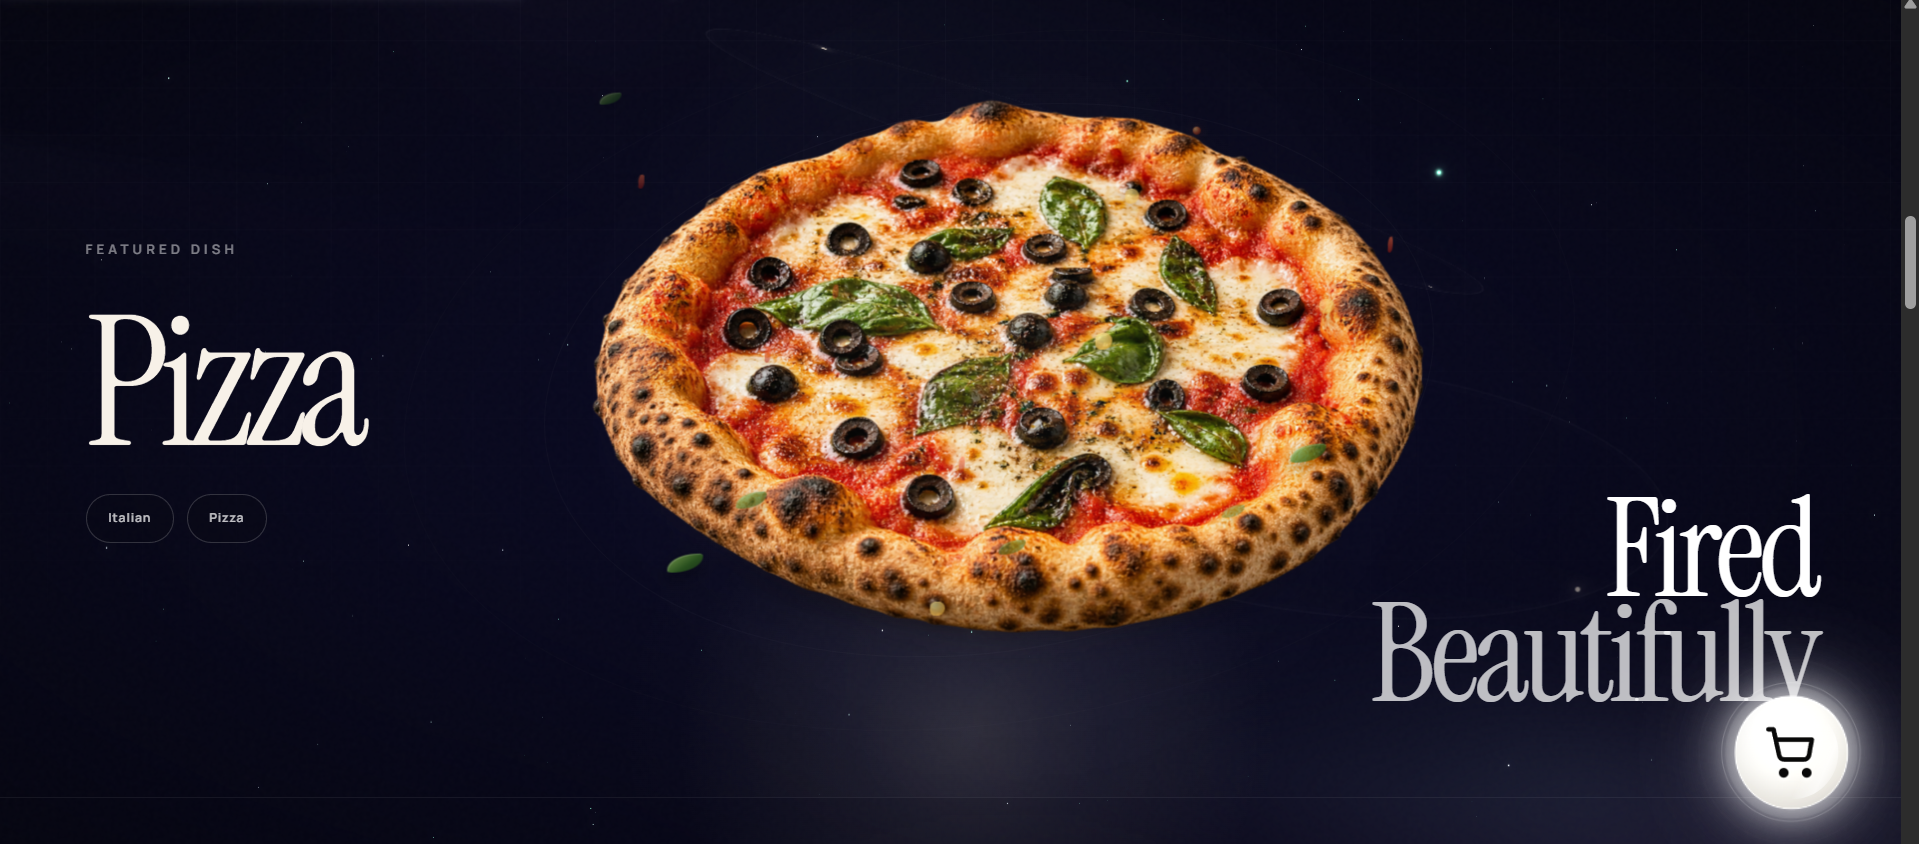 FEATURED DISH
Pizza
Italian
Pizza
Fired
Beautifully